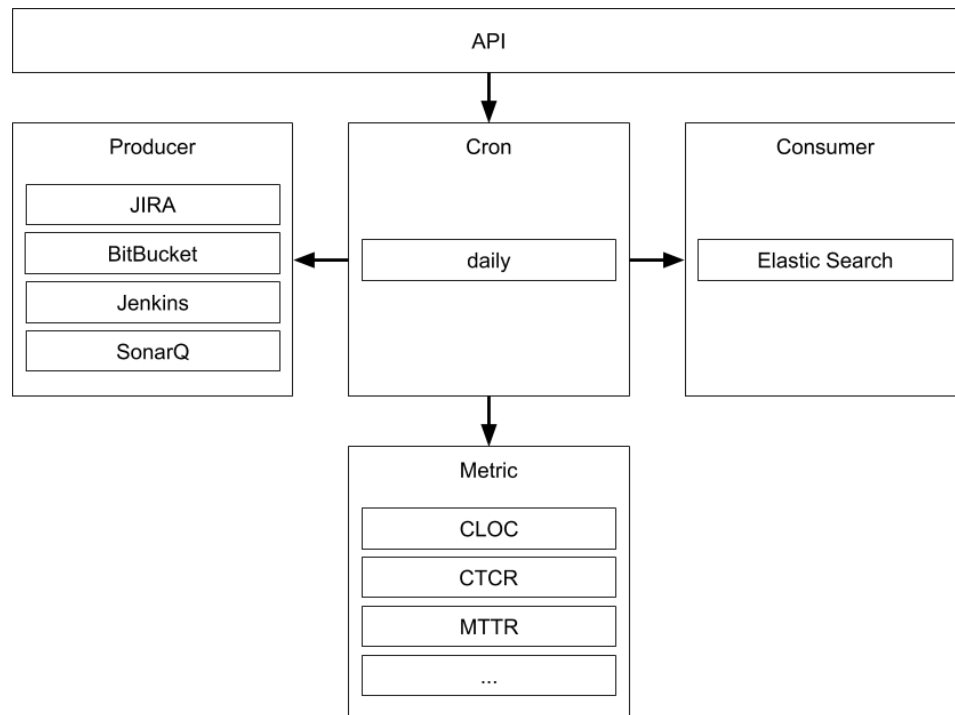 API
Producer
JIRA
BitBucket
Jenkins
SonarQ
Cron
daily
Consumer
Elastic Search
Metric
CLOC
CTCR
MTTR
...